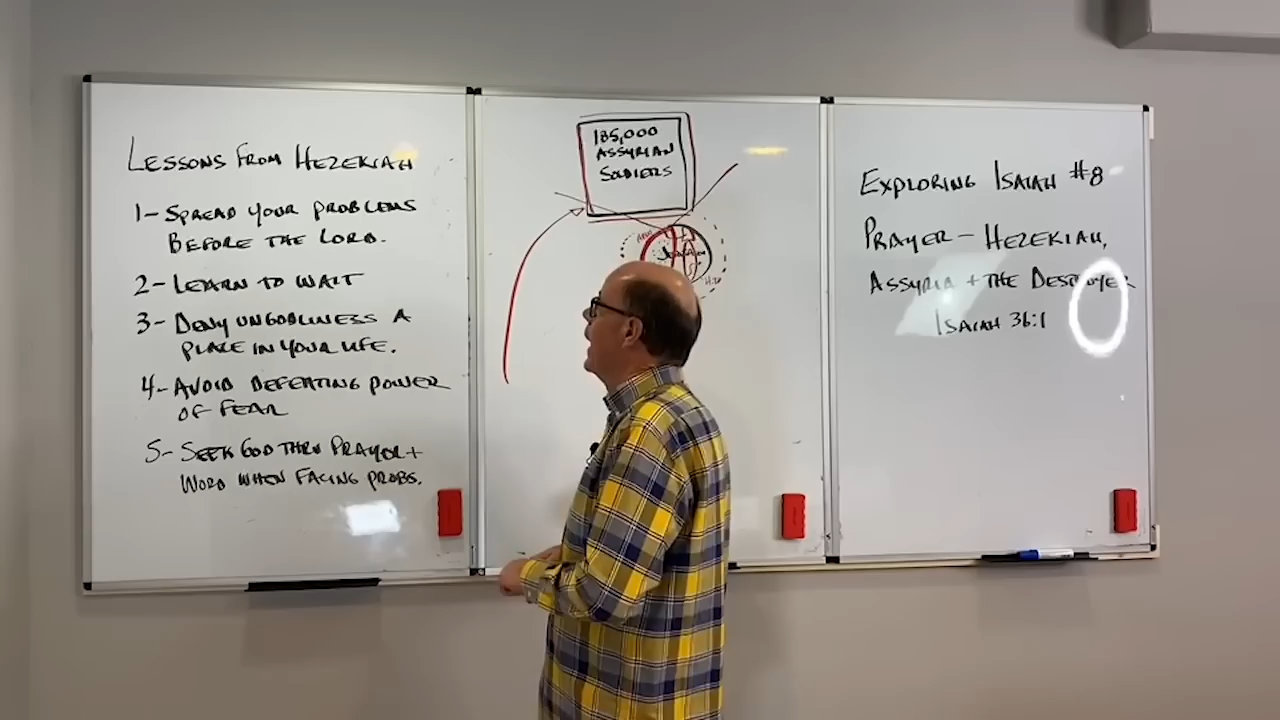 LESSONS FROM HEZEKIAH
1- SPREAD YOUR PROBLEMS
BEFORE THE LORD.
2- LEARN TO WAIT
3- DENY UNGODLINESS A
PLACE IN YOUR LIFE.
4- AVOID DEFEATING POWER
OF FEAR
5- SEEK GOD THRU PRAYER +
WORD WHEN FACING PROBS.
185,000
ASSYRIAN
SOLDIERS
EXPLORING ISAIAH #8
PRAYER - HEZEKIAH,
ASSYRIA + THE DESTROYER
ISAIAH 36:1